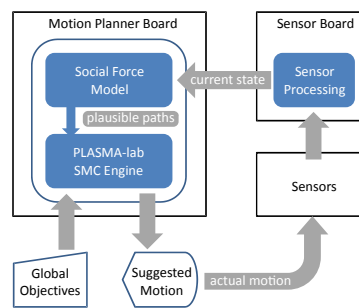 Motion Planner Board
Sensor Board
Social Force
Model
current state
Sensor
Processing
plausible paths
PLASMA-lab
SMC Engine
Sensors
Global
Objectives
Suggested
Motion
actual motion